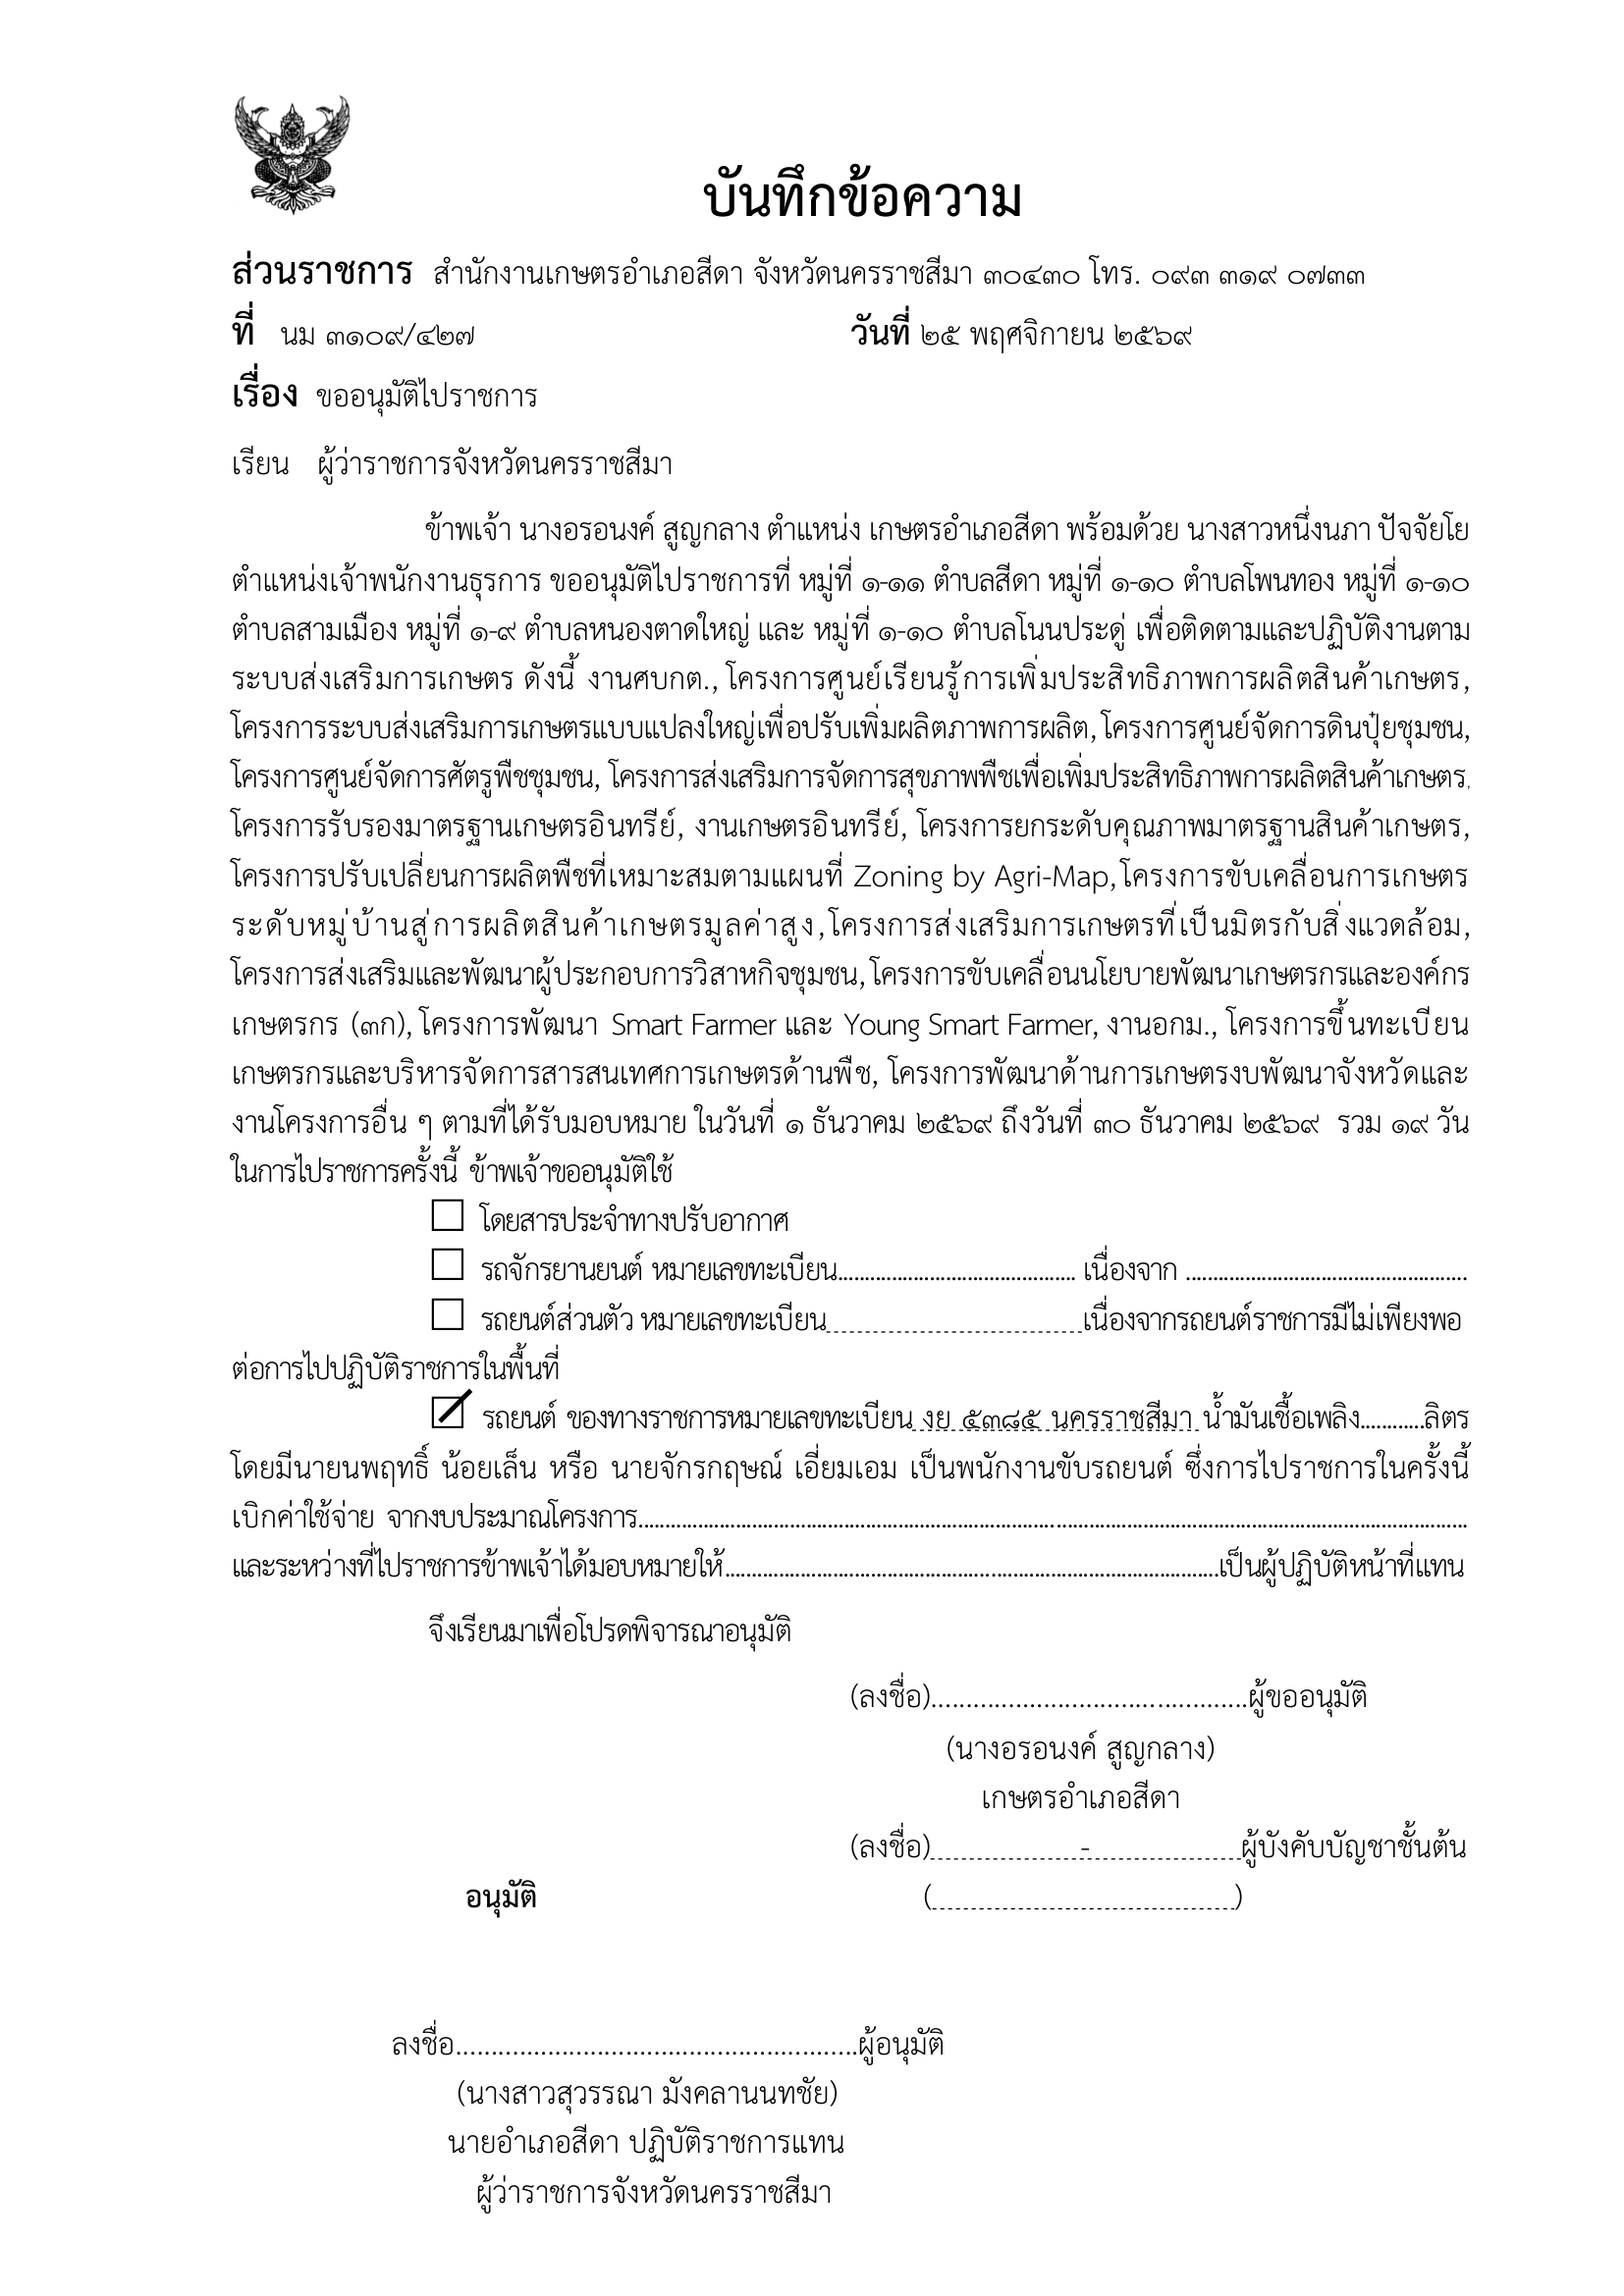 บันทึกข้อความ
ส่วนราชการ สำนักงานเกษตรอำเภอสีดา จังหวัดนครราชสีมา ๓๐๔๓๐ โทร. ๐๙๓ ๓๑๙ ๐๗๓๓
ที่ นม ๓๑๐๙/๔๒๗ วันที่ ๒๕ พฤศจิกายน ๒๕๖๙
เรื่อง ขออนุมัติไปราชการ
เรียน ผู้ว่าราชการจังหวัดนครราชสีมา
ข้าพเจ้า นางอรอนงค์ สูญกลาง ตำแหน่ง เกษตรอำเภอสีดา พร้อมด้วย นางสาวหนึ่งนภา ปัจจัยโย
ตำแหน่งเจ้าพนักงานธุรการ ขออนุมัติไปราชการที่ หมู่ที่ ๑-๑๑ ตำบลสีดา หมู่ที่ ๑-๑๐ ตำบลโพนทอง หมู่ที่ ๑-๑๐
ตำบลสามเมือง หมู่ที่ ๑-๙ ตำบลหนองตาดใหญ่ และ หมู่ที่ ๑-๑๐ ตำบลโนนประดู่ เพื่อติดตามและปฏิบัติงานตาม
ระบบส่งเสริมการเกษตร ดังนี้ งานศบกต., โครงการศูนย์เรียนรู้การเพิ่มประสิทธิภาพการผลิตสินค้าเกษตร,
โครงการระบบส่งเสริมการเกษตรแบบแปลงใหญ่เพื่อปรับเพิ่มผลิตภาพการผลิต, โครงการศูนย์จัดการดินปุ๋ยชุมชน,
โครงการศูนย์จัดการศัตรูพืชชุมชน, โครงการส่งเสริมการจัดการสุขภาพพืชเพื่อเพิ่มประสิทธิภาพการผลิตสินค้าเกษตร,
โครงการรับรองมาตรฐานเกษตรอินทรีย์, งานเกษตรอินทรีย์, โครงการยกระดับคุณภาพมาตรฐานสินค้าเกษตร,
โครงการปรับเปลี่ยนการผลิตพืชที่เหมาะสมตามแผนที่ Zoning by Agri-Map, โครงการขับเคลื่อนการเกษตร
ระดับหมู่บ้านสู่การผลิตสินค้าเกษตรมูลค่าสูง, โครงการส่งเสริมการเกษตรที่เป็นมิตรกับสิ่งแวดล้อม,
โครงการส่งเสริมและพัฒนาผู้ประกอบการวิสาหกิจชุมชน, โครงการขับเคลื่อนนโยบายพัฒนาเกษตรกรและองค์กร
เกษตรกร (๓ก), โครงการพัฒนา Smart Farmer และ Young Smart Farmer, งานอกม., โครงการขึ้นทะเบียน
เกษตรกรและบริหารจัดการสารสนเทศการเกษตรด้านพืช, โครงการพัฒนาด้านการเกษตรงบพัฒนาจังหวัดและ
งานโครงการอื่น ๆ ตามที่ได้รับมอบหมาย ในวันที่ ๑ ธันวาคม ๒๕๖๙ ถึงวันที่ ๓๐ ธันวาคม ๒๕๖๙ รวม ๑๙ วัน
ในการไปราชการครั้งนี้ ข้าพเจ้าขออนุมัติใช้
☐ โดยสารประจำทางปรับอากาศ
☐ รถจักรยานยนต์ หมายเลขทะเบียน............................................ เนื่องจาก ....................................................
☐ รถยนต์ส่วนตัว หมายเลขทะเบียน............................................เนื่องจากรถยนต์ราชการมีไม่เพียงพอ
ต่อการไปปฏิบัติราชการในพื้นที่
☑ รถยนต์ ของทางราชการหมายเลขทะเบียน งย ๕๓๘๕ นครราชสีมา น้ำมันเชื้อเพลิง............ลิตร
โดยมีนายนพฤทธิ์ น้อยเล็น หรือ นายจักรกฤษณ์ เอี่ยมเอม เป็นพนักงานขับรถยนต์ ซึ่งการไปราชการในครั้งนี้
เบิกค่าใช้จ่าย จากงบประมาณโครงการ..........................................................................................................
และระหว่างที่ไปราชการข้าพเจ้าได้มอบหมายให้............................................................................เป็นผู้ปฏิบัติหน้าที่แทน
จึงเรียนมาเพื่อโปรดพิจารณาอนุมัติ
(ลงชื่อ)............................................ผู้ขออนุมัติ
(นางอรอนงค์ สูญกลาง)
เกษตรอำเภอสีดา
(ลงชื่อ)....................-....................ผู้บังคับบัญชาชั้นต้น
อนุมัติ (............................................)
ลงชื่อ........................................................ผู้อนุมัติ
(นางสาวสุวรรณา มังคลานนทชัย)
นายอำเภอสีดา ปฏิบัติราชการแทน
ผู้ว่าราชการจังหวัดนครราชสีมา